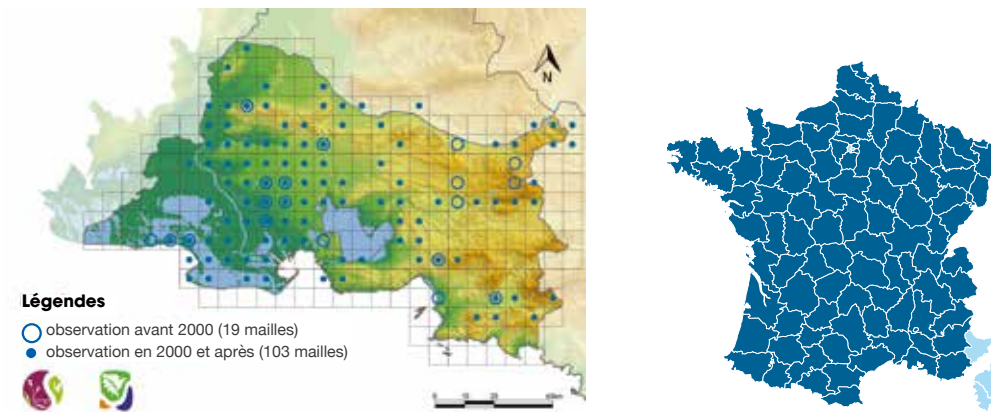 N
Légendes
observation avant 2000 (19 mailles)
observation en 2000 et après (103 mailles)